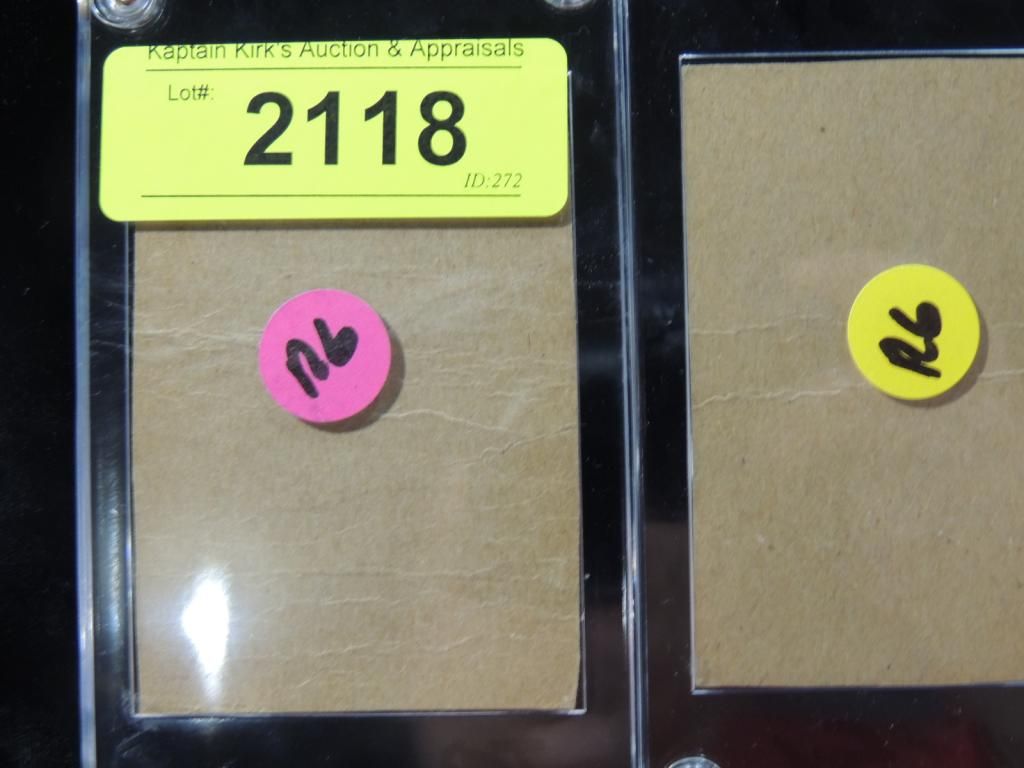 Kaptain Kirk's Auction & Appraisals
Lot#:
2118
ID:272
R6
R6